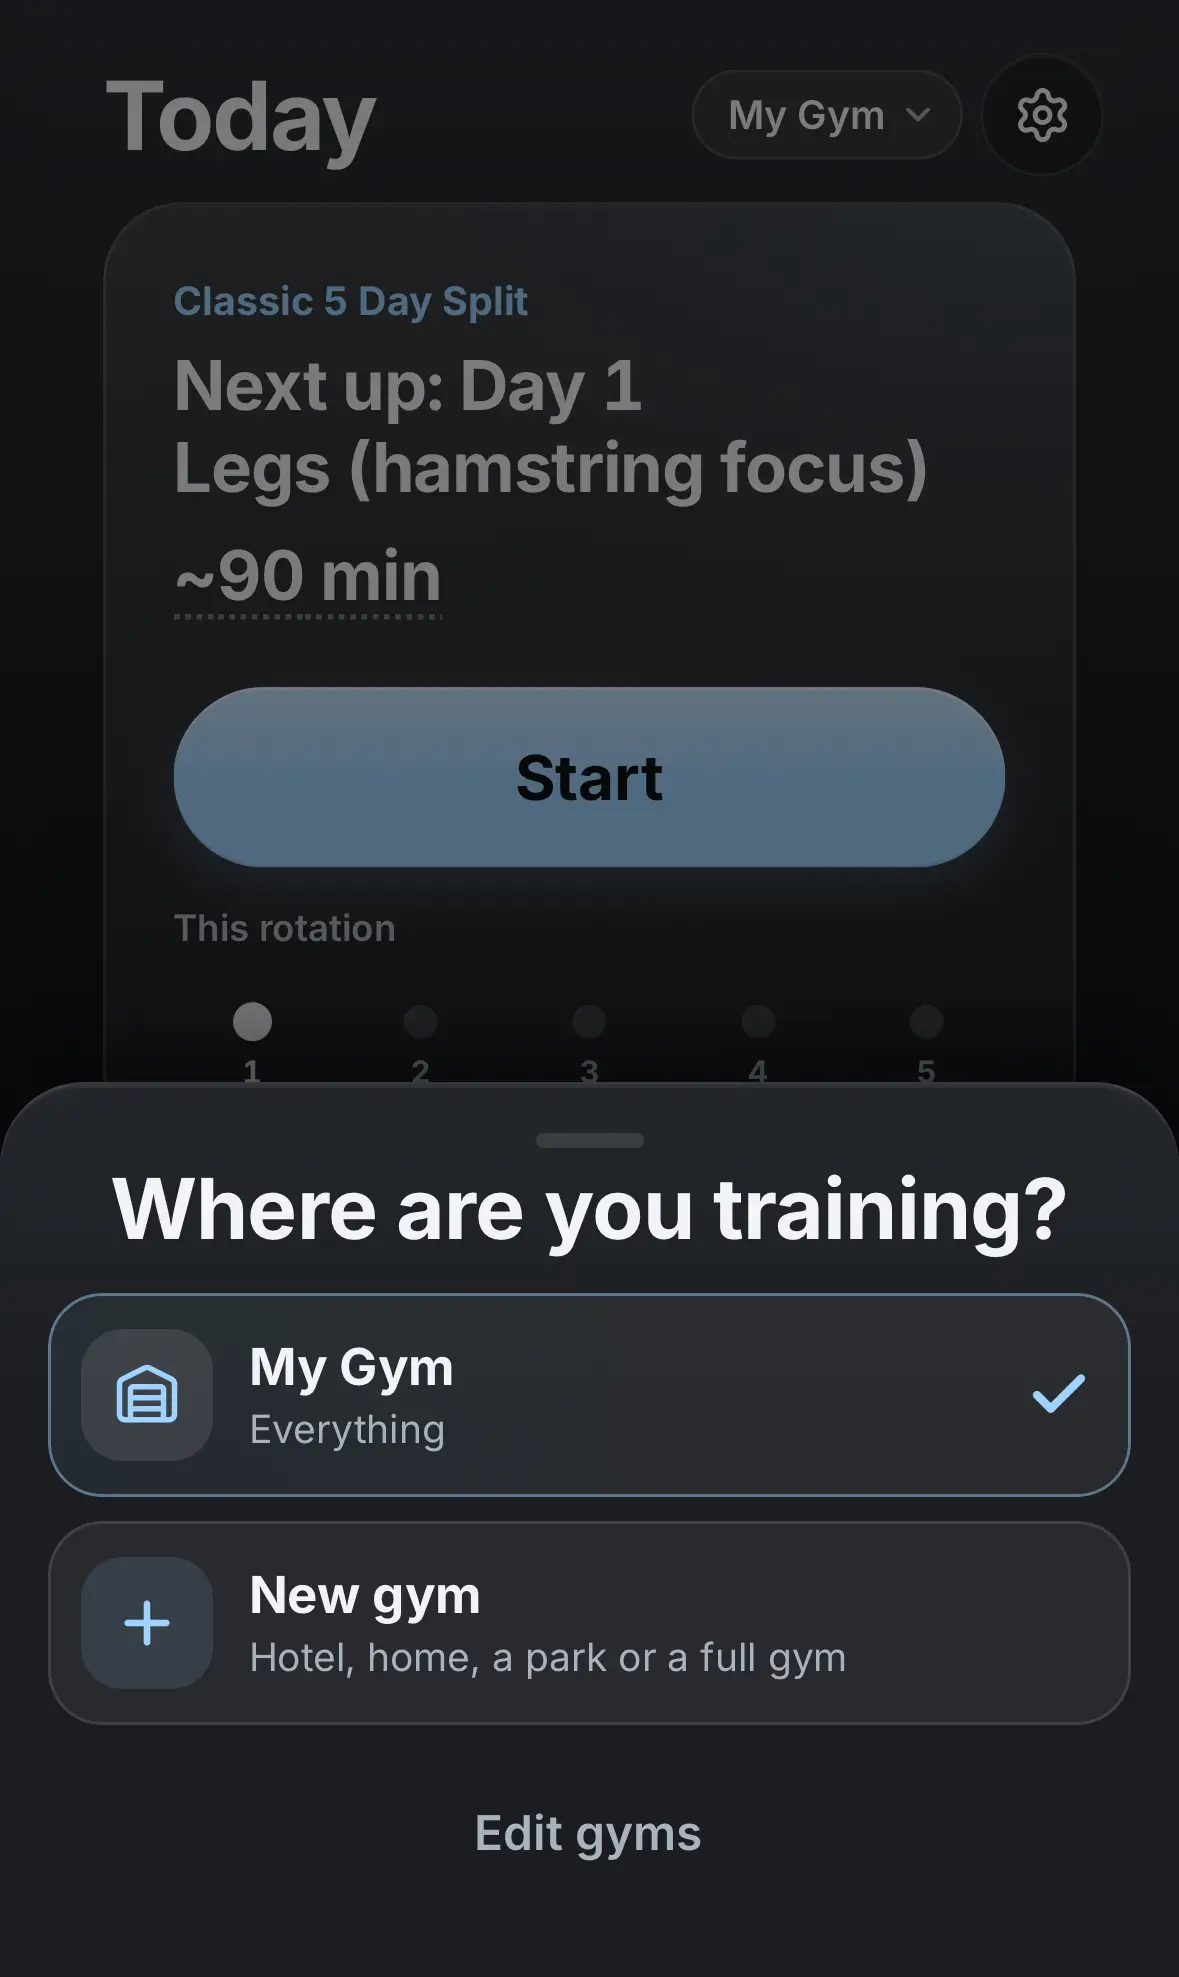 Today
My Gym
Classic 5 Day Split
Next up: Day 1
Legs (hamstring focus)
~90 min
Start
This rotation
1 2 3 4 5
Where are you training?
My Gym
Everything
New gym
Hotel, home, a park or a full gym
Edit gyms